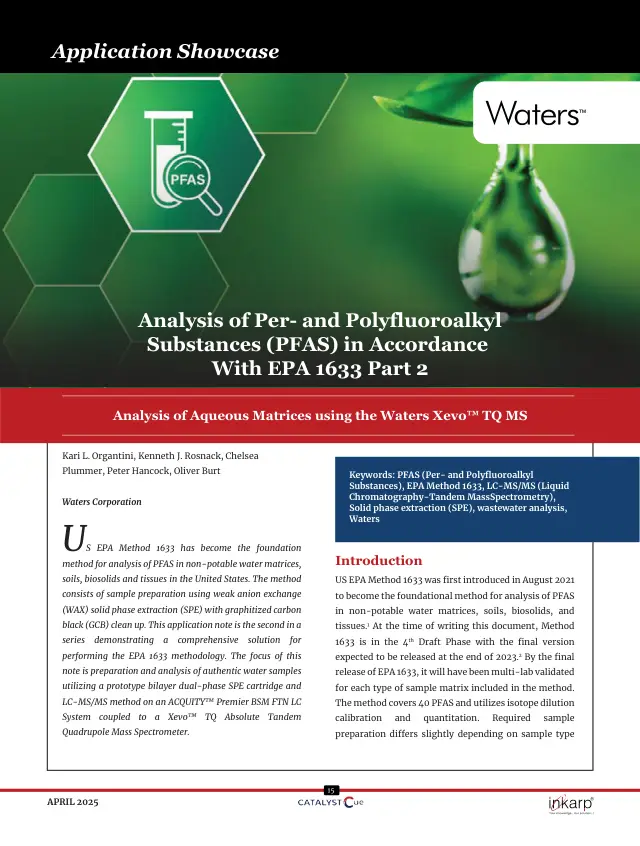 Application Showcase
Waters™
PFAS
Analysis of Per- and Polyfluoroalkyl
Substances (PFAS) in Accordance
With EPA 1633 Part 2
Analysis of Aqueous Matrices using the Waters Xevo™ TQ MS
Kari L. Organtini, Kenneth J. Rosnack, Chelsea
Plummer, Peter Hancock, Oliver Burt
Waters Corporation
US EPA Method 1633 has become the foundation
method for analysis of PFAS in non-potable water matrices,
soils, biosolids and tissues in the United States. The method
consists of sample preparation using weak anion exchange
(WAX) solid phase extraction (SPE) with graphitized carbon
black (GCB) clean up. This application note is the second in a
series demonstrating a comprehensive solution for
performing the EPA 1633 methodology. The focus of this
note is preparation and analysis of authentic water samples
utilizing a prototype bilayer dual-phase SPE cartridge and
LC-MS/MS method on an ACQUITY™ Premier BSM FTN LC
System coupled to a Xevo™ TQ Absolute Tandem
Quadrupole Mass Spectrometer.
Keywords: PFAS (Per- and Polyfluoroalkyl
Substances), EPA Method 1633, LC-MS/MS (Liquid
Chromatography-Tandem MassSpectrometry),
Solid phase extraction (SPE), wastewater analysis,
Waters
Introduction
US EPA Method 1633 was first introduced in August 2021
to become the foundational method for analysis of PFAS
in non-potable water matrices, soils, biosolids, and
tissues.¹ At the time of writing this document, Method
1633 is in the 4th Draft Phase with the final version
expected to be released at the end of 2023.² By the final
release of EPA 1633, it will have been multi-lab validated
for each type of sample matrix included in the method.
The method covers 40 PFAS and utilizes isotope dilution
calibration and quantitation. Required sample
preparation differs slightly depending on sample type
15
APRIL 2025
CATALYST Cue
inkarp®